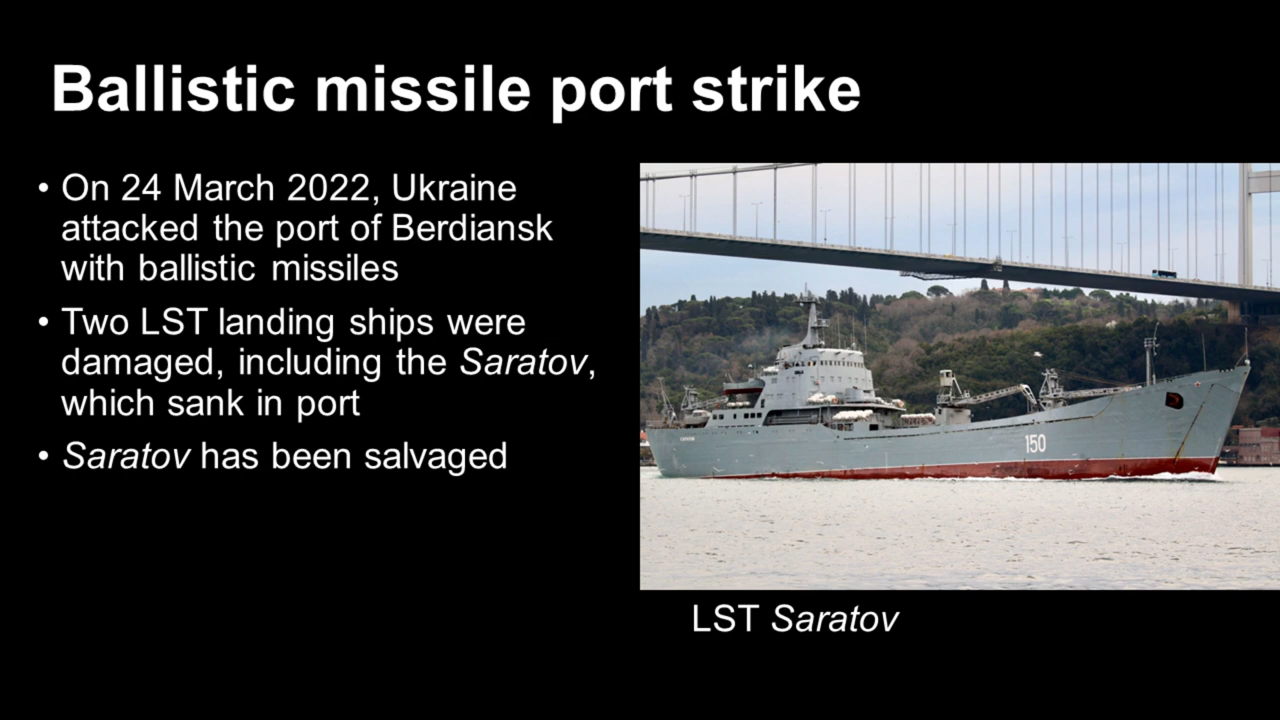 Ballistic missile port strike
• On 24 March 2022, Ukraine
attacked the port of Berdiansk
with ballistic missiles
• Two LST landing ships were
damaged, including the Saratov,
which sank in port
• Saratov has been salvaged
150
LST Saratov